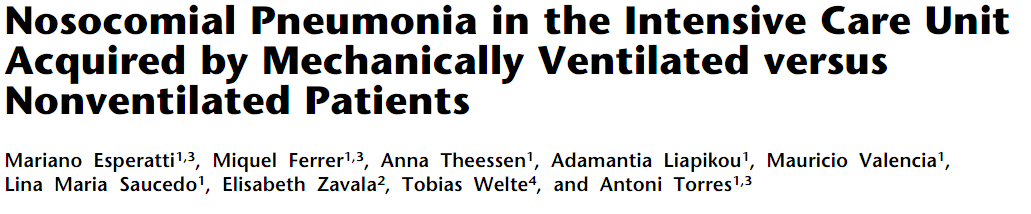 Nosocomial Pneumonia in the Intensive Care Unit
Acquired by Mechanically Ventilated versus
Nonventilated Patients
Mariano Esperatti1,3, Miquel Ferrer1,3, Anna Theessen1, Adamantia Liapikou1, Mauricio Valencia1,
Lina Maria Saucedo1, Elisabeth Zavala2, Tobias Welte4, and Antoni Torres1,3